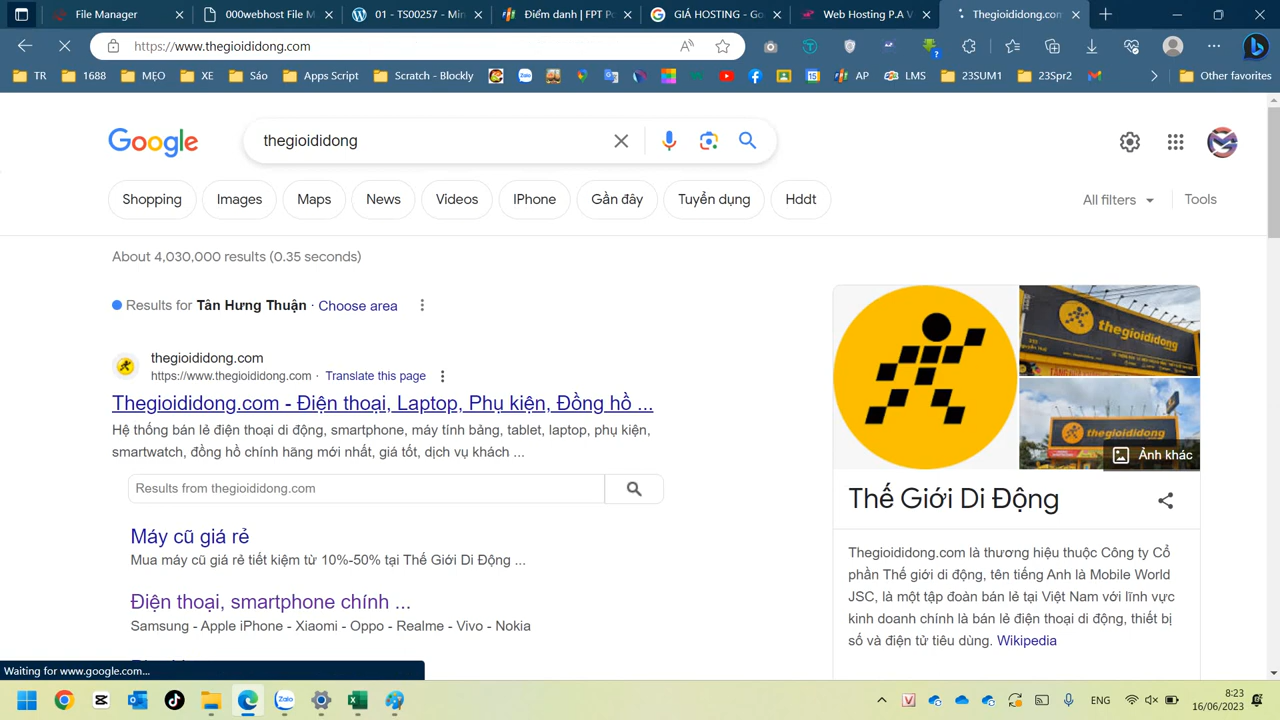 File Manager
000webhost File M
01 - TS00257 - Min
Điểm danh | FPT Po
GIÁ HOSTING - Go
Web Hosting P.A V
Thegioididong.com
https://www.thegioididong.com
TR
1688
MẸO
XE
Sáo
Apps Script
Scratch - Blockly
AP
LMS
23SUM1
23Spr2
Other favorites
Google
thegioididong
Shopping
Images
Maps
News
Videos
IPhone
Gần đây
Tuyển dụng
Hddt
All filters
Tools
About 4,030,000 results (0.35 seconds)
Results for Tân Hưng Thuận · Choose area
thegioididong.com
https://www.thegioididong.com · Translate this page
Thegioididong.com - Điện thoại, Laptop, Phụ kiện, Đồng hồ ...
Hệ thống bán lẻ điện thoại di động, smartphone, máy tính bảng, tablet, laptop, phụ kiện,
smartwatch, đồng hồ chính hãng mới nhất, giá tốt, dịch vụ khách ...
Results from thegioididong.com
Máy cũ giá rẻ
Mua máy cũ giá rẻ tiết kiệm từ 10%-50% tại Thế Giới Di Động ...
Điện thoại, smartphone chính ...
Samsung - Apple iPhone - Xiaomi - Oppo - Realme - Vivo - Nokia
thegioididong
thegioididong
Ảnh khác
Thế Giới Di Động
Thegioididong.com là thương hiệu thuộc Công ty Cổ
phần Thế giới di động, tên tiếng Anh là Mobile World
JSC, là một tập đoàn bán lẻ tại Việt Nam với lĩnh vực
kinh doanh chính là bán lẻ điện thoại di động, thiết bị
số và điện tử tiêu dùng. Wikipedia
Waiting for www.google.com...
ENG
8:23
16/06/2023